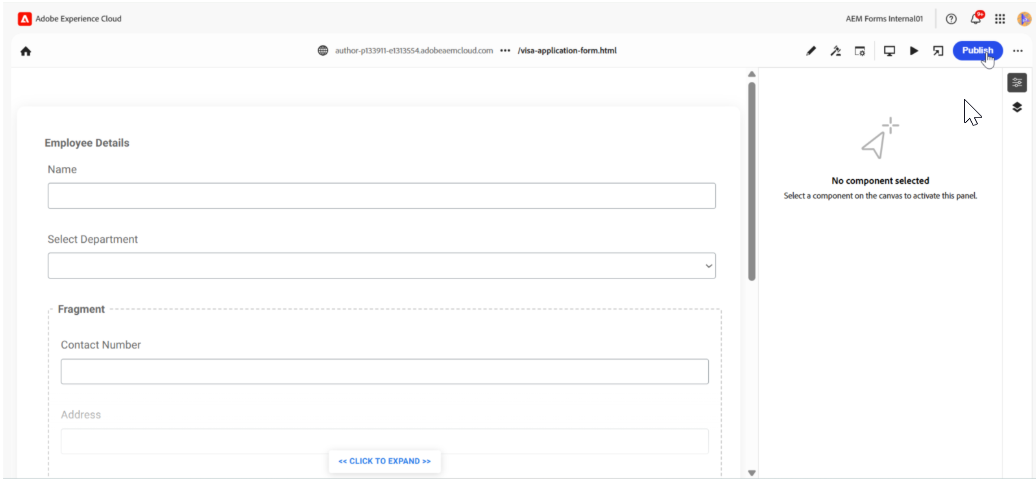 Adobe Experience Cloud
AEM Forms Internal01
9+
author-p133911-e1313554.adobeaemcloud.com ••• /visa-application-form.html
Publish
Employee Details
Name
Select Department
Fragment
Contact Number
Address
<< CLICK TO EXPAND >>
No component selected
Select a component on the canvas to activate this panel.